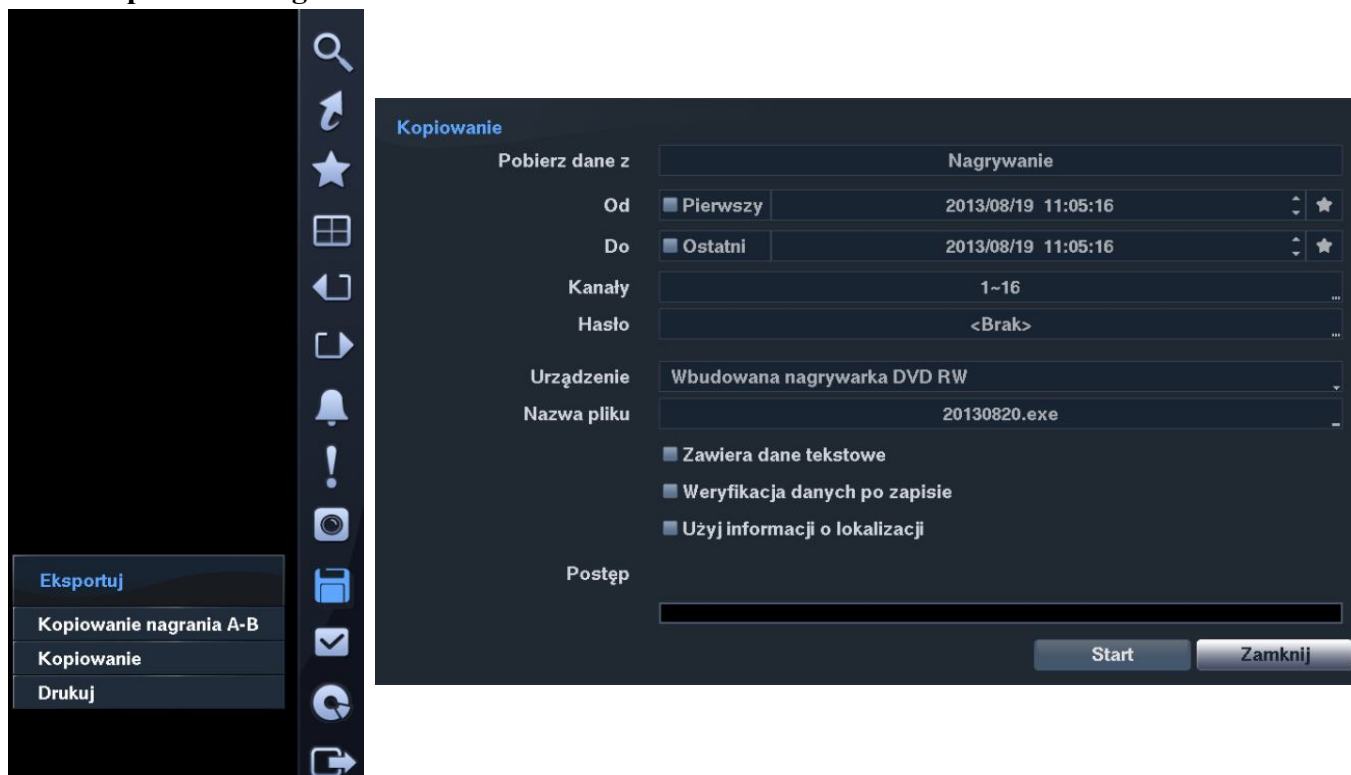 Eksportuj
Kopiowanie nagrania A-B
Kopiowanie
Drukuj
Kopiowanie
Pobierz dane z Nagrywanie
Od Pierwszy 2013/08/19 11:05:16
Do Ostatni 2013/08/19 11:05:16
Kanały 1~16 ...
Hasło <Brak> ...
Urządzenie Wbudowana nagrywarka DVD RW
Nazwa pliku 20130820.exe
Zawiera dane tekstowe
Weryfikacja danych po zapisie
Użyj informacji o lokalizacji
Postęp
Start Zamknij